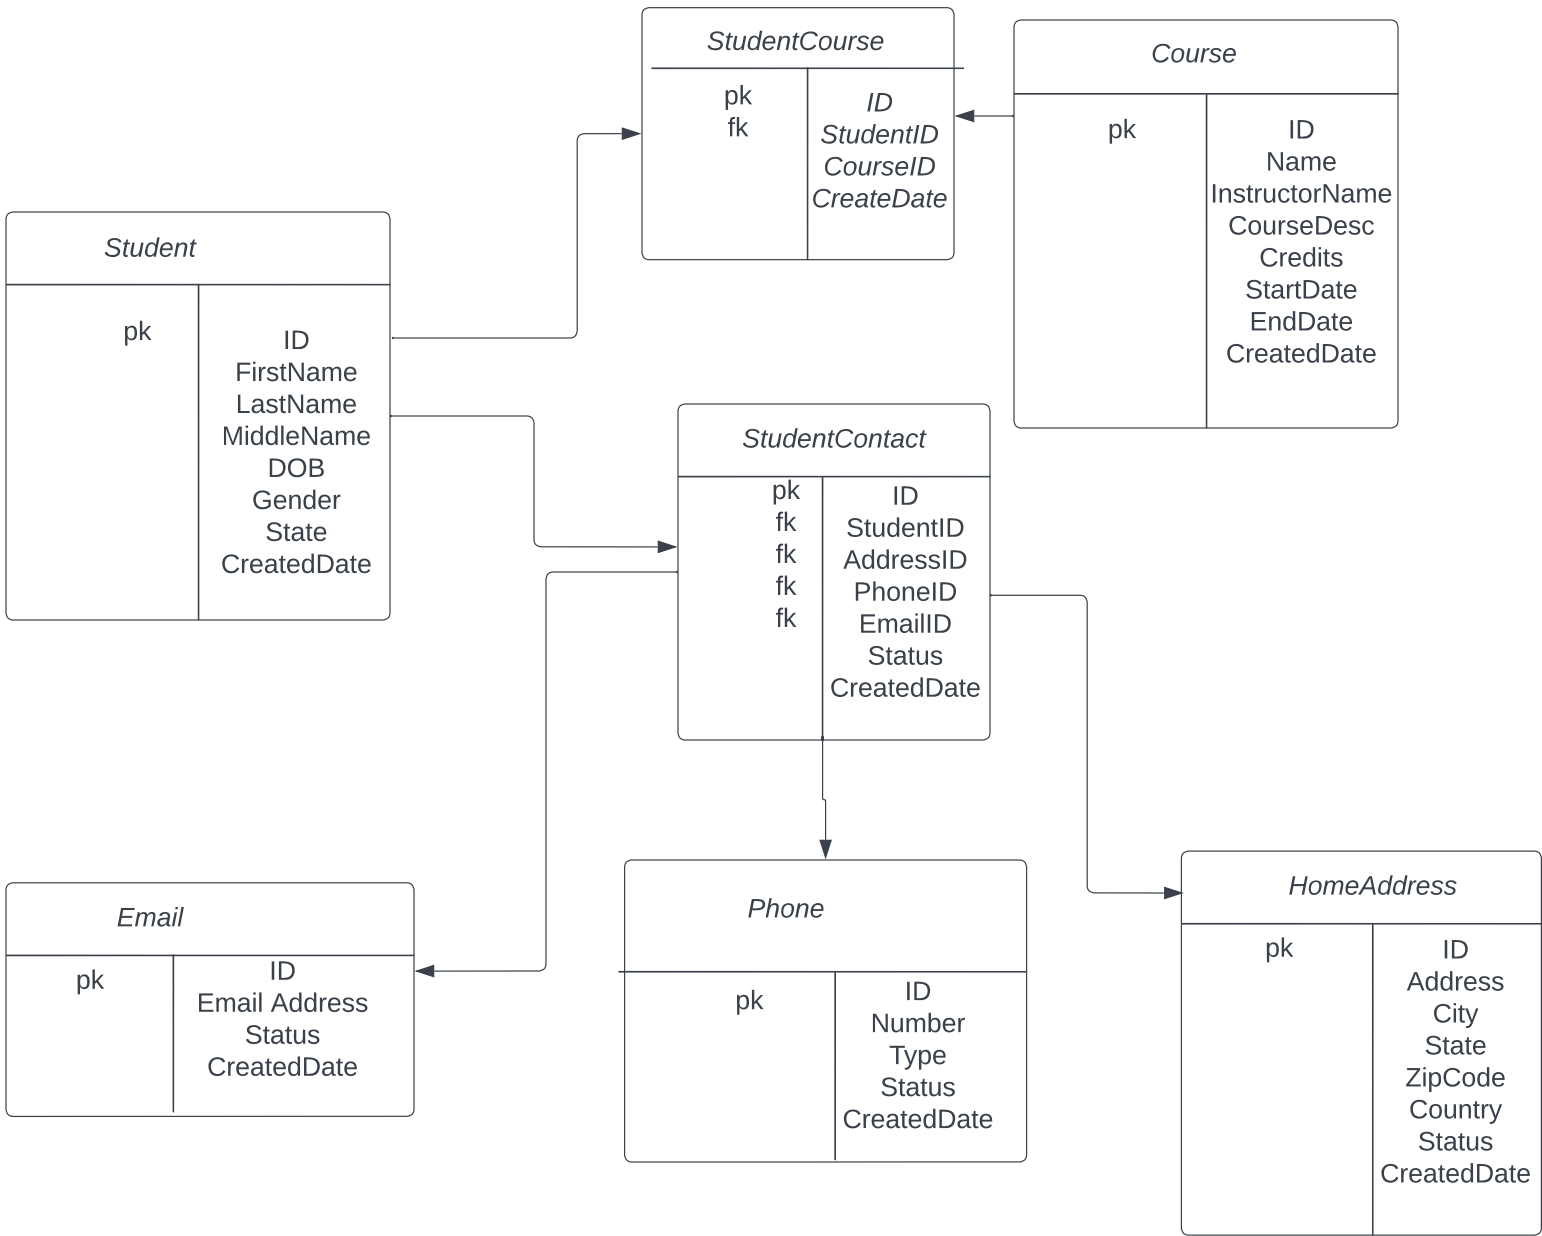 StudentCourse
pk
fk
ID
StudentID
CourseID
CreateDate
Course
pk
ID
Name
InstructorName
CourseDesc
Credits
StartDate
EndDate
CreatedDate
Student
pk
ID
FirstName
LastName
MiddleName
DOB
Gender
State
CreatedDate
StudentContact
pk
fk
fk
fk
fk
ID
StudentID
AddressID
PhoneID
EmailID
Status
CreatedDate
Email
pk
ID
Email Address
Status
CreatedDate
Phone
pk
ID
Number
Type
Status
CreatedDate
HomeAddress
pk
ID
Address
City
State
ZipCode
Country
Status
CreatedDate